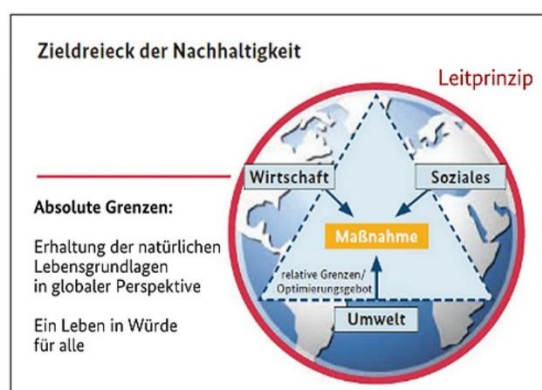 Zieldreieck der Nachhaltigkeit
Leitprinzip
Wirtschaft
Soziales
Absolute Grenzen:
Erhaltung der natürlichen
Lebensgrundlagen
in globaler Perspektive
Ein Leben in Würde
für alle
Maßnahme
relative Grenzen/
Optimierungsgebot
Umwelt